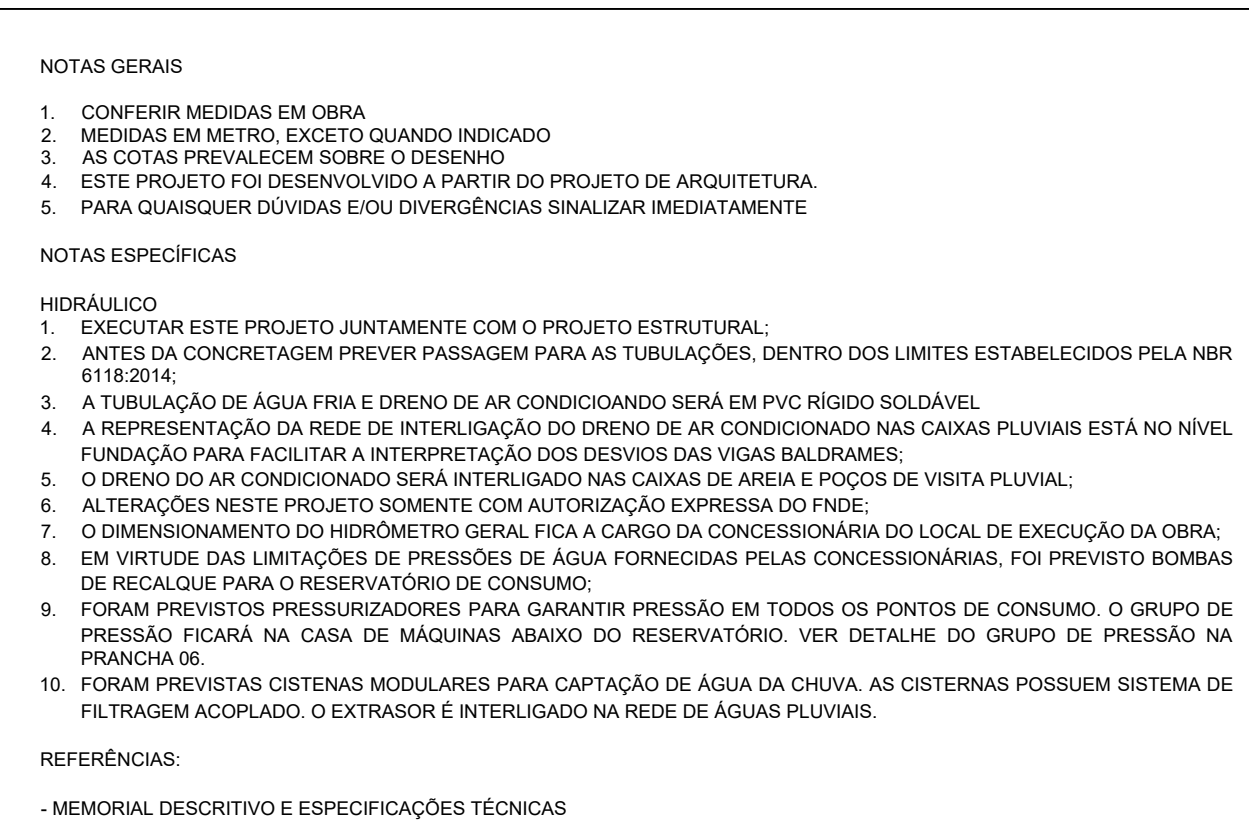 NOTAS GERAIS
1. CONFERIR MEDIDAS EM OBRA
2. MEDIDAS EM METRO, EXCETO QUANDO INDICADO
3. AS COTAS PREVALECEM SOBRE O DESENHO
4. ESTE PROJETO FOI DESENVOLVIDO A PARTIR DO PROJETO DE ARQUITETURA.
5. PARA QUAISQUER DÚVIDAS E/OU DIVERGÊNCIAS SINALIZAR IMEDIATAMENTE
NOTAS ESPECÍFICAS
HIDRÁULICO
1. EXECUTAR ESTE PROJETO JUNTAMENTE COM O PROJETO ESTRUTURAL;
2. ANTES DA CONCRETAGEM PREVER PASSAGEM PARA AS TUBULAÇÕES, DENTRO DOS LIMITES ESTABELECIDOS PELA NBR
6118:2014;
3. A TUBULAÇÃO DE ÁGUA FRIA E DRENO DE AR CONDICIOANDO SERÁ EM PVC RÍGIDO SOLDÁVEL
4. A REPRESENTAÇÃO DA REDE DE INTERLIGAÇÃO DO DRENO DE AR CONDICIONADO NAS CAIXAS PLUVIAIS ESTÁ NO NÍVEL
FUNDAÇÃO PARA FACILITAR A INTERPRETAÇÃO DOS DESVIOS DAS VIGAS BALDRAMES;
5. O DRENO DO AR CONDICIONADO SERÁ INTERLIGADO NAS CAIXAS DE AREIA E POÇOS DE VISITA PLUVIAL;
6. ALTERAÇÕES NESTE PROJETO SOMENTE COM AUTORIZAÇÃO EXPRESSA DO FNDE;
7. O DIMENSIONAMENTO DO HIDRÔMETRO GERAL FICA A CARGO DA CONCESSIONÁRIA DO LOCAL DE EXECUÇÃO DA OBRA;
8. EM VIRTUDE DAS LIMITAÇÕES DE PRESSÕES DE ÁGUA FORNECIDAS PELAS CONCESSIONÁRIAS, FOI PREVISTO BOMBAS
DE RECALQUE PARA O RESERVATÓRIO DE CONSUMO;
9. FORAM PREVISTOS PRESSURIZADORES PARA GARANTIR PRESSÃO EM TODOS OS PONTOS DE CONSUMO. O GRUPO DE
PRESSÃO FICARÁ NA CASA DE MÁQUINAS ABAIXO DO RESERVATÓRIO. VER DETALHE DO GRUPO DE PRESSÃO NA
PRANCHA 06.
10. FORAM PREVISTAS CISTENAS MODULARES PARA CAPTAÇÃO DE ÁGUA DA CHUVA. AS CISTERNAS POSSUEM SISTEMA DE
FILTRAGEM ACOPLADO. O EXTRASOR É INTERLIGADO NA REDE DE ÁGUAS PLUVIAIS.
REFERÊNCIAS:
- MEMORIAL DESCRITIVO E ESPECIFICAÇÕES TÉCNICAS